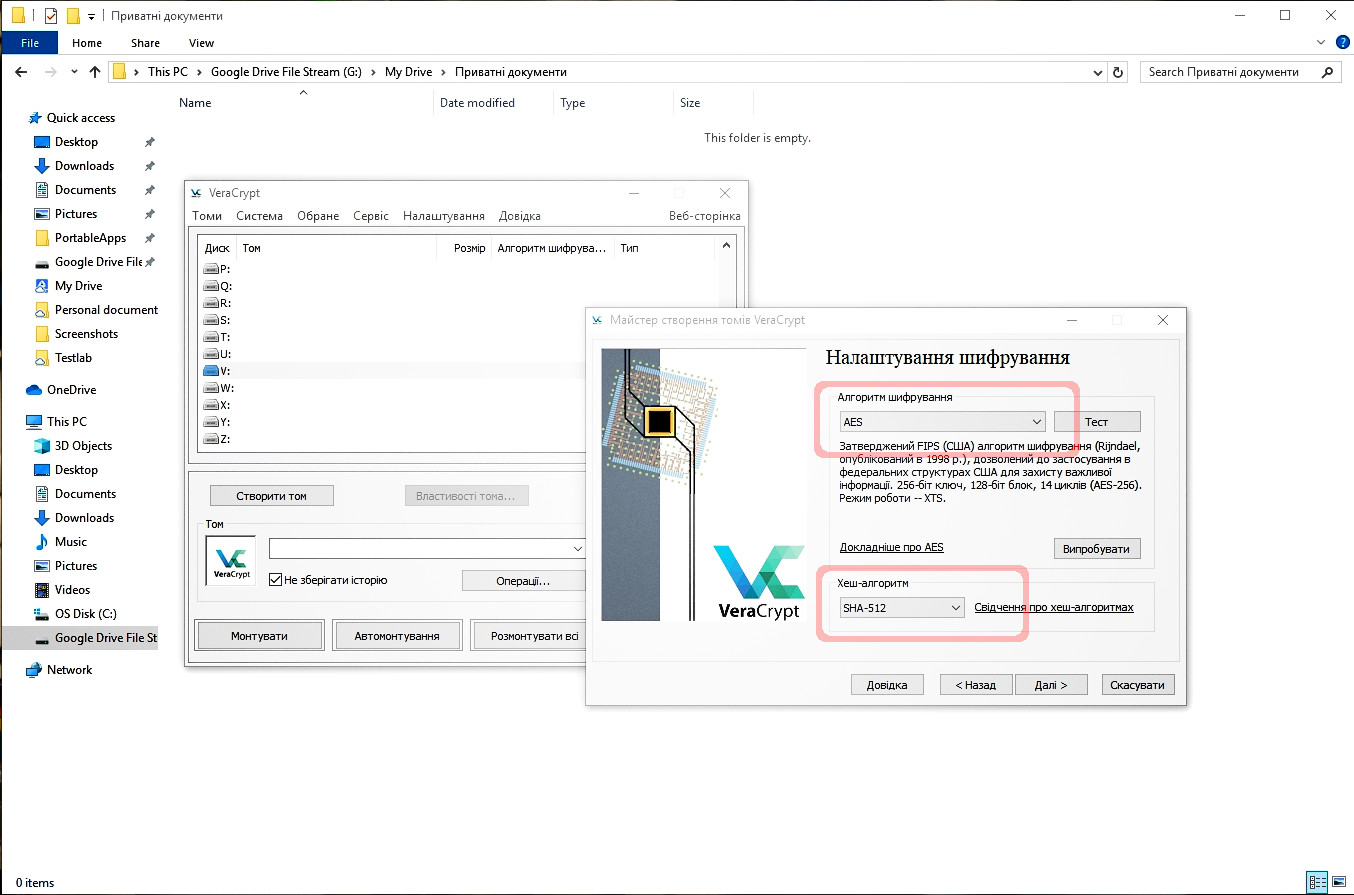 Приватні документи
File Home Share View
This PC Google Drive File Stream (G:) My Drive Приватні документи
Search Приватні документи
Name Date modified Type Size
This folder is empty.
Quick access
Desktop
Downloads
Documents
Pictures
PortableApps
Google Drive File
My Drive
Personal document
Screenshots
Testlab
OneDrive
This PC
3D Objects
Desktop
Documents
Downloads
Music
Pictures
Videos
OS Disk (C:)
Google Drive File St
Network
0 items
VeraCrypt
Томи Система Обране Сервіс Налаштування Довідка Веб-сторінка
Диск Том Розмір Алгоритм шифрува... Тип
P:
Q:
R:
S:
T:
U:
V:
W:
X:
Y:
Z:
Створити том Властивості тома...
Том
VeraCrypt
Не зберігати історію Операції...
Монтувати Автомонтування Розмонтувати всі
Майстер створення томів VeraCrypt
VeraCrypt
Налаштування шифрування
Алгоритм шифрування
AES Тест
Затверджений FIPS (США) алгоритм шифрування (Rijndael,
опублікований в 1998 р.), дозволений до застосування в
федеральних структурах США для захисту важливої
інформації. 256-біт ключ, 128-біт блок, 14 циклів (AES-256).
Режим роботи -- XTS.
Докладніше про AES Випробувати
Хеш-алгоритм
SHA-512 Свідчення про хеш-алгоритмах
Довідка < Назад Далі > Скасувати